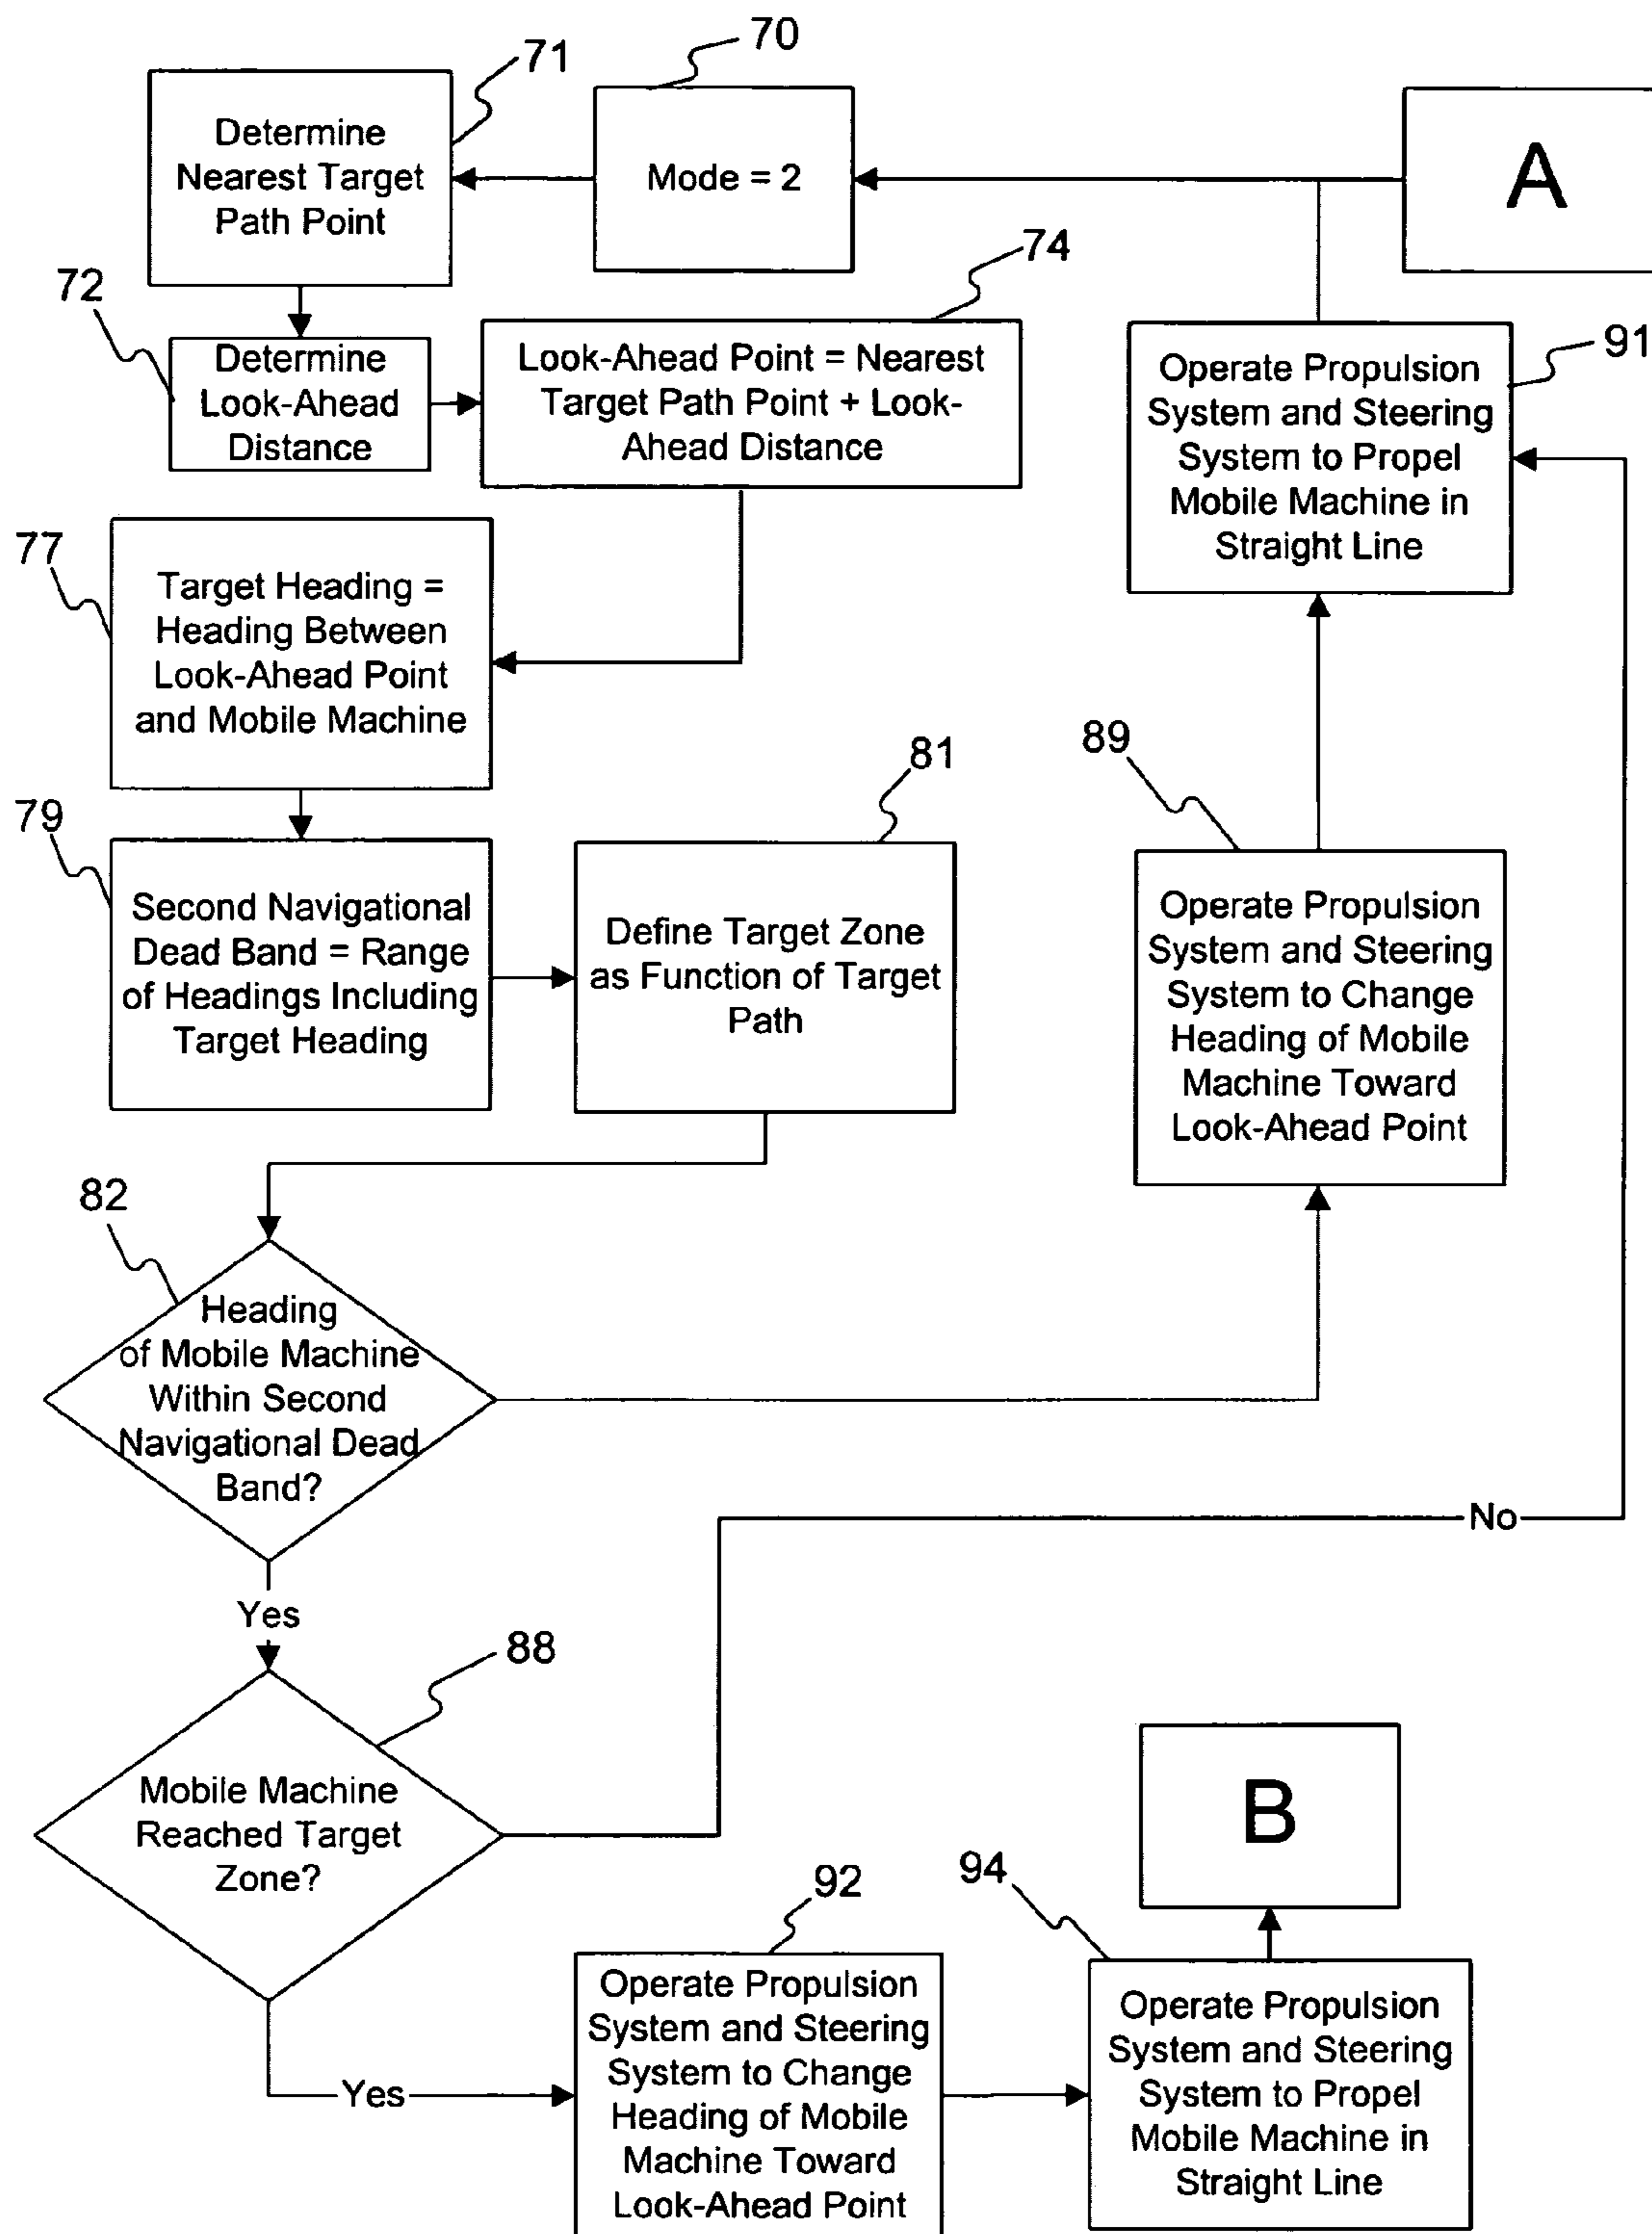 70
71
Determine
Nearest Target
Path Point
Mode = 2
A
72
Determine
Look-Ahead
Distance
74
Look-Ahead Point = Nearest
Target Path Point + Look-
Ahead Distance
91
Operate Propulsion
System and Steering
System to Propel
Mobile Machine in
Straight Line
77
Target Heading =
Heading Between
Look-Ahead Point
and Mobile Machine
79
Second Navigational
Dead Band = Range
of Headings Including
Target Heading
81
Define Target Zone
as Function of Target
Path
89
Operate Propulsion
System and Steering
System to Change
Heading of Mobile
Machine Toward
Look-Ahead Point
82
Heading
of Mobile Machine
Within Second
Navigational Dead
Band?
No
Yes
88
Mobile Machine
Reached Target
Zone?
Yes
92
Operate Propulsion
System and Steering
System to Change
Heading of Mobile
Machine Toward
Look-Ahead Point
94
Operate Propulsion
System and Steering
System to Propel
Mobile Machine in
Straight Line
B